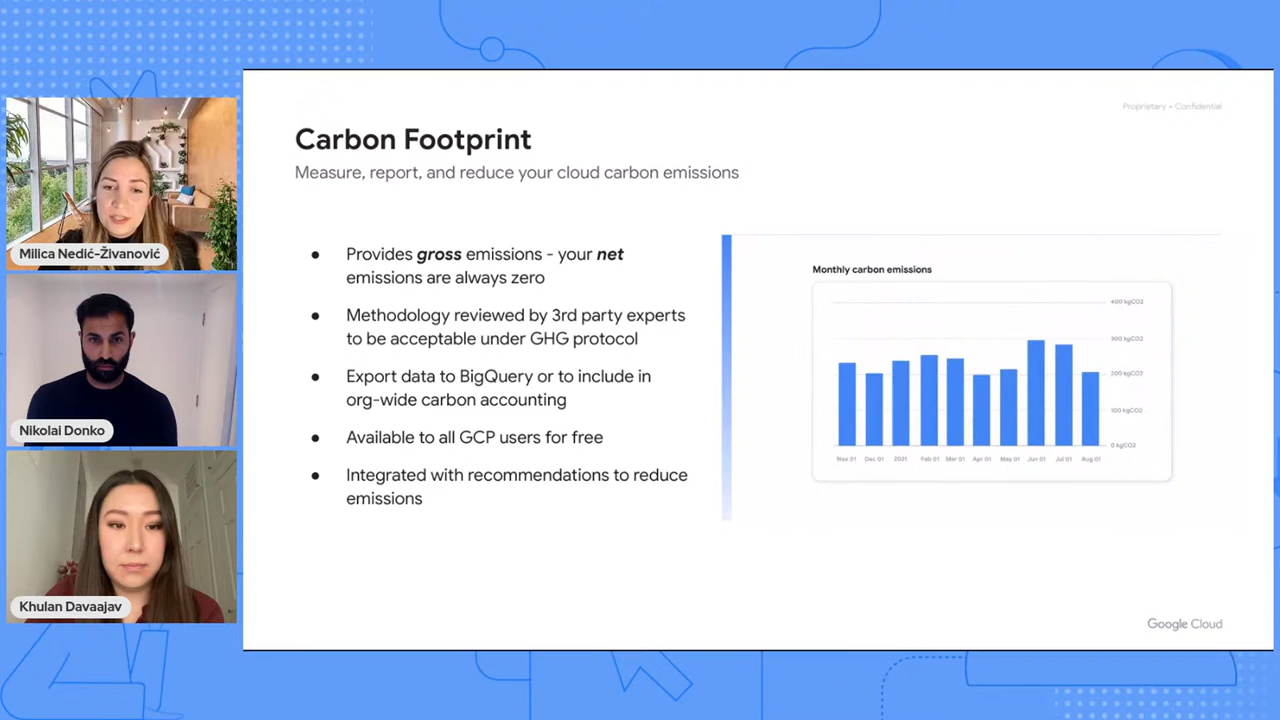 Proprietary + Confidential
Carbon Footprint
Measure, report, and reduce your cloud carbon emissions
Milica Nedić-Živanović
Nikolai Donko
Khulan Davaajav
● Provides gross emissions - your net
emissions are always zero
● Methodology reviewed by 3rd party experts
to be acceptable under GHG protocol
● Export data to BigQuery or to include in
org-wide carbon accounting
● Available to all GCP users for free
● Integrated with recommendations to reduce
emissions
Monthly carbon emissions
400 kgCO2
300 kgCO2
200 kgCO2
100 kgCO2
0 kgCO2
Nov 01 Dec 01 2021 Feb 01 Mar 01 Apr 01 May 01 Jun 01 Jul 01 Aug 01
Google Cloud